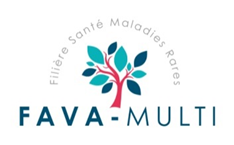 Filière Santé Maladies Rares
FAVA-MULTI